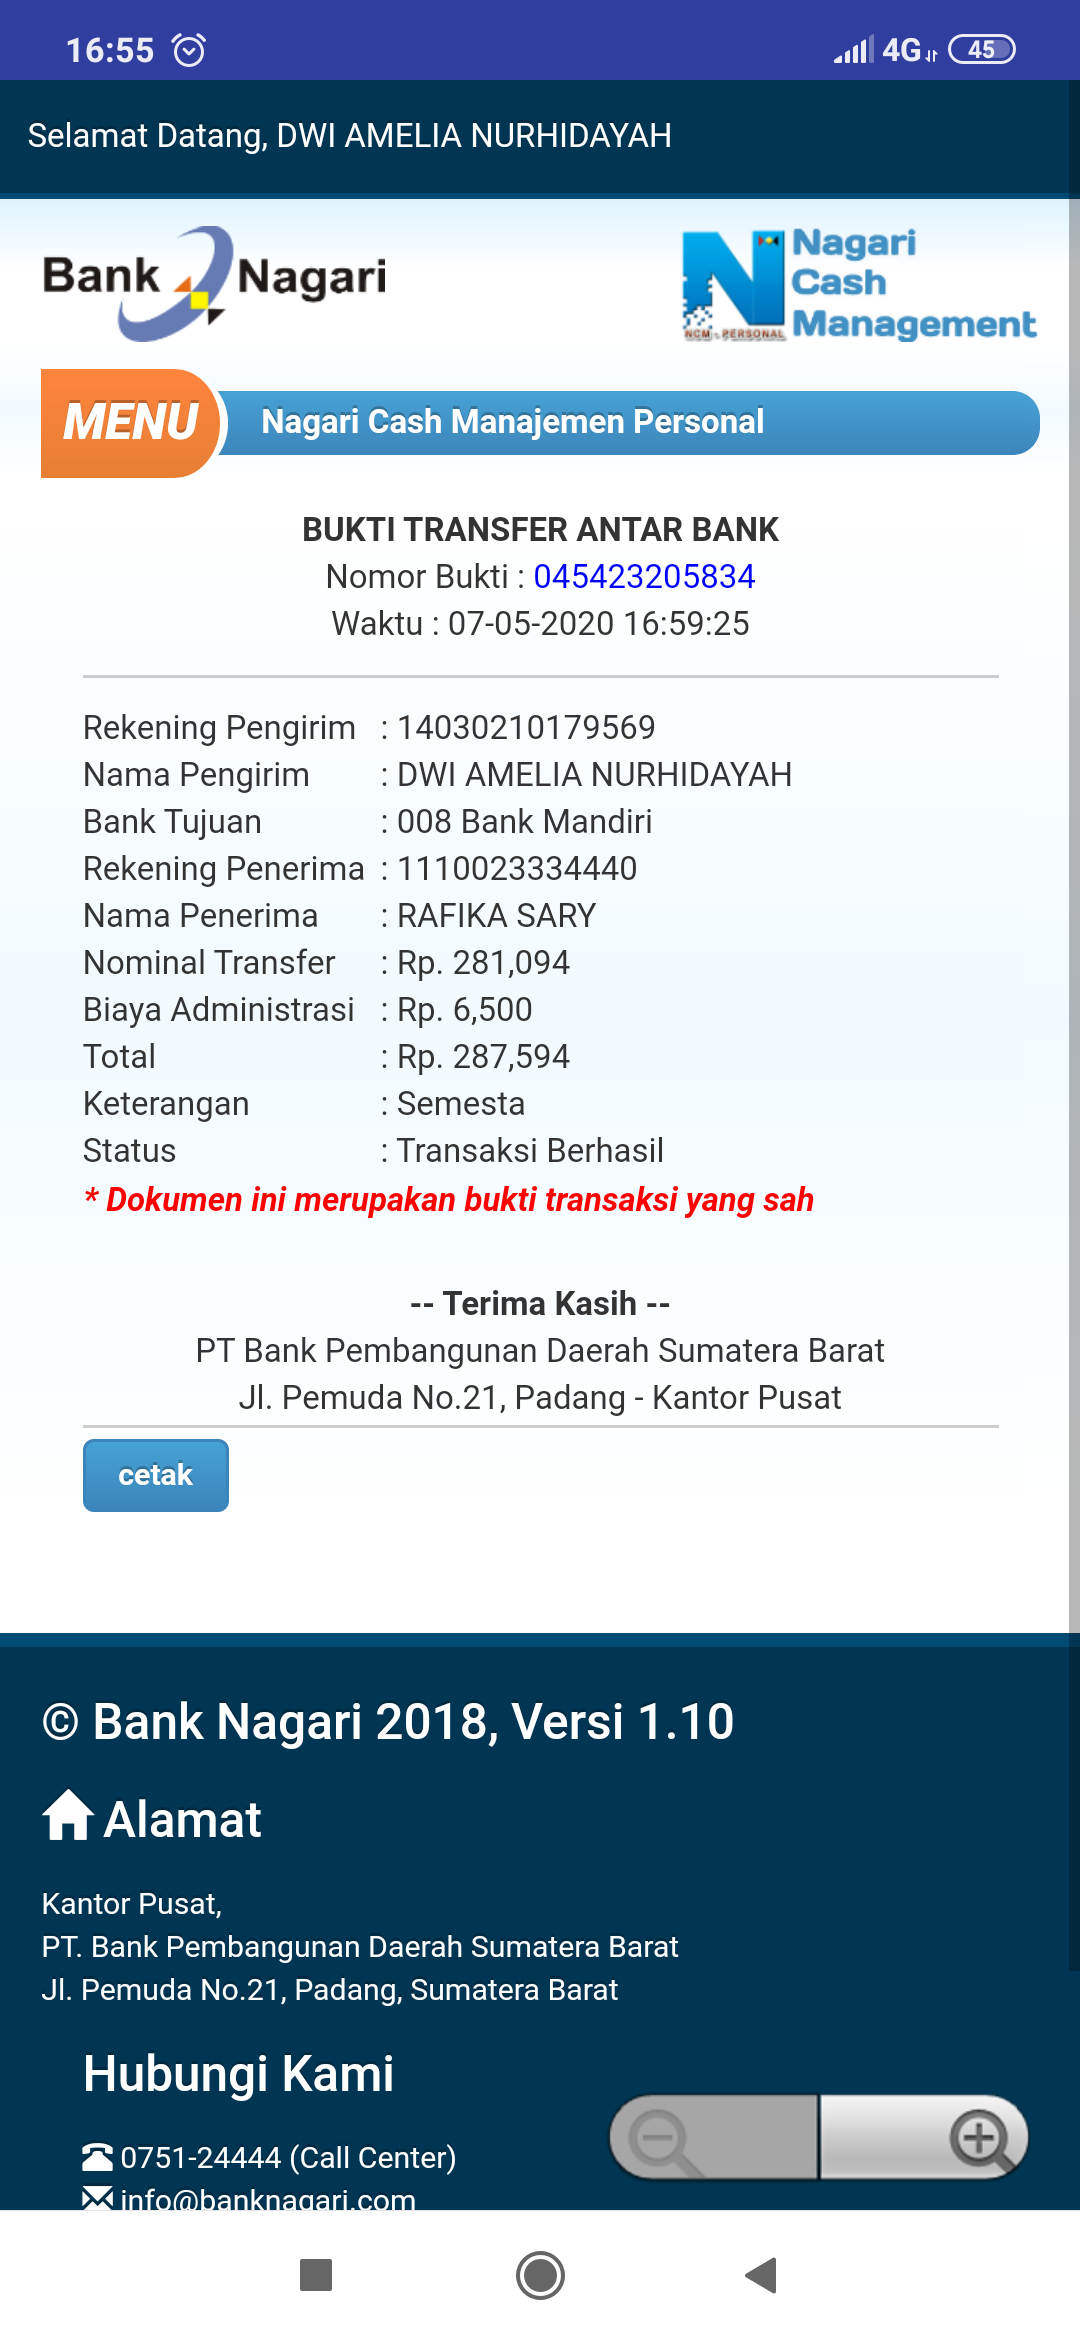 16:55 4G 45
Selamat Datang, DWI AMELIA NURHIDAYAH
Bank Nagari
Nagari
Cash
Management
NCM - PERSONAL
MENU
Nagari Cash Manajemen Personal
BUKTI TRANSFER ANTAR BANK
Nomor Bukti : 045423205834
Waktu : 07-05-2020 16:59:25
Rekening Pengirim : 14030210179569
Nama Pengirim : DWI AMELIA NURHIDAYAH
Bank Tujuan : 008 Bank Mandiri
Rekening Penerima : 1110023334440
Nama Penerima : RAFIKA SARY
Nominal Transfer : Rp. 281,094
Biaya Administrasi : Rp. 6,500
Total : Rp. 287,594
Keterangan : Semesta
Status : Transaksi Berhasil
* Dokumen ini merupakan bukti transaksi yang sah
-- Terima Kasih --
PT Bank Pembangunan Daerah Sumatera Barat
Jl. Pemuda No.21, Padang - Kantor Pusat
cetak
© Bank Nagari 2018, Versi 1.10
Alamat
Kantor Pusat,
PT. Bank Pembangunan Daerah Sumatera Barat
Jl. Pemuda No.21, Padang, Sumatera Barat
Hubungi Kami
0751-24444 (Call Center)
info@banknagari.com